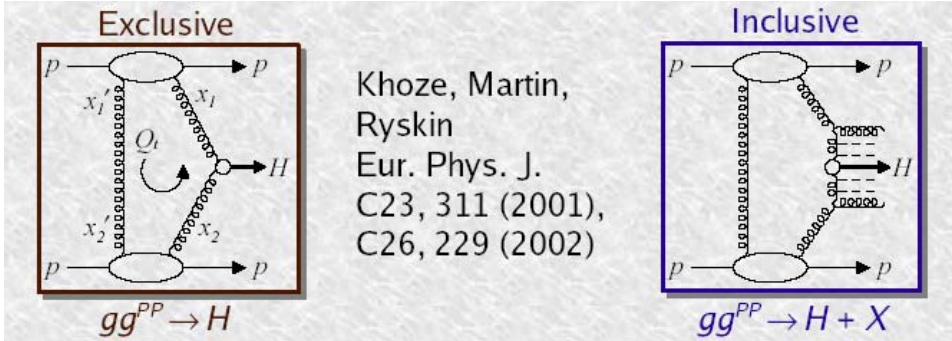 Exclusive
p p
x₁′ x₁
Qₜ
H
x₂′ x₂
p p
gg^PP → H
Khoze, Martin,
Ryskin
Eur. Phys. J.
C23, 311 (2001),
C26, 229 (2002)
Inclusive
p p
H
p p
gg^PP → H + X